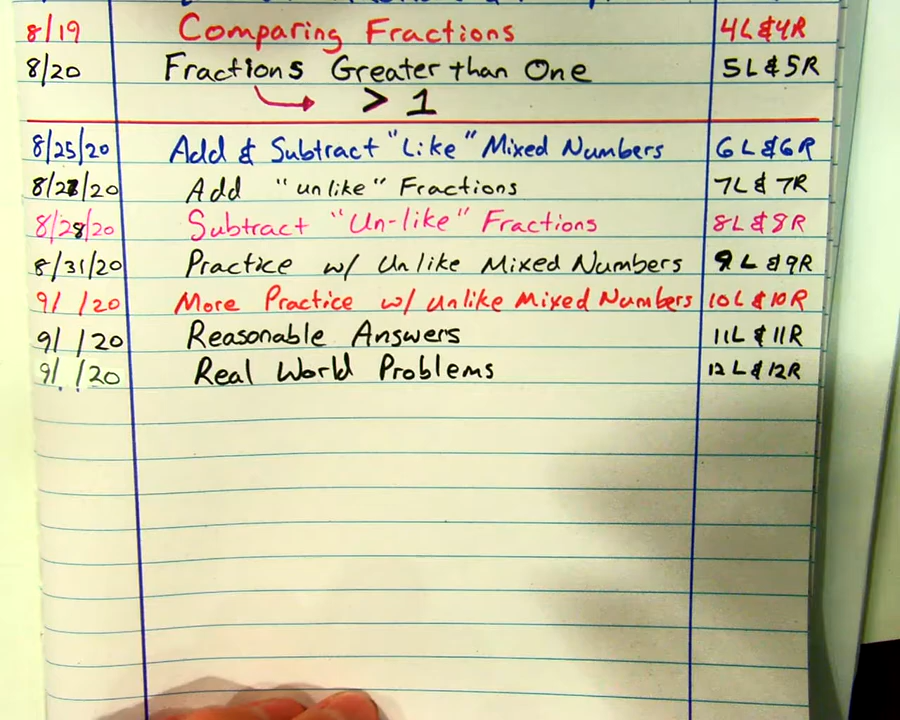 8/19 Comparing Fractions 4L & 4R
8/20 Fractions Greater than One 5L & 5R
> 1
8/25/20 Add & Subtract "Like" Mixed Numbers 6L & 6R
8/27/20 Add "unlike" Fractions 7L & 7R
8/28/20 Subtract "Un-like" Fractions 8L & 8R
8/31/20 Practice w/ Unlike Mixed Numbers 9L & 9R
9/ /20 More Practice w/ Unlike Mixed Numbers 10L & 10R
9/ /20 Reasonable Answers 11L & 11R
9/ /20 Real World Problems 12L & 12R